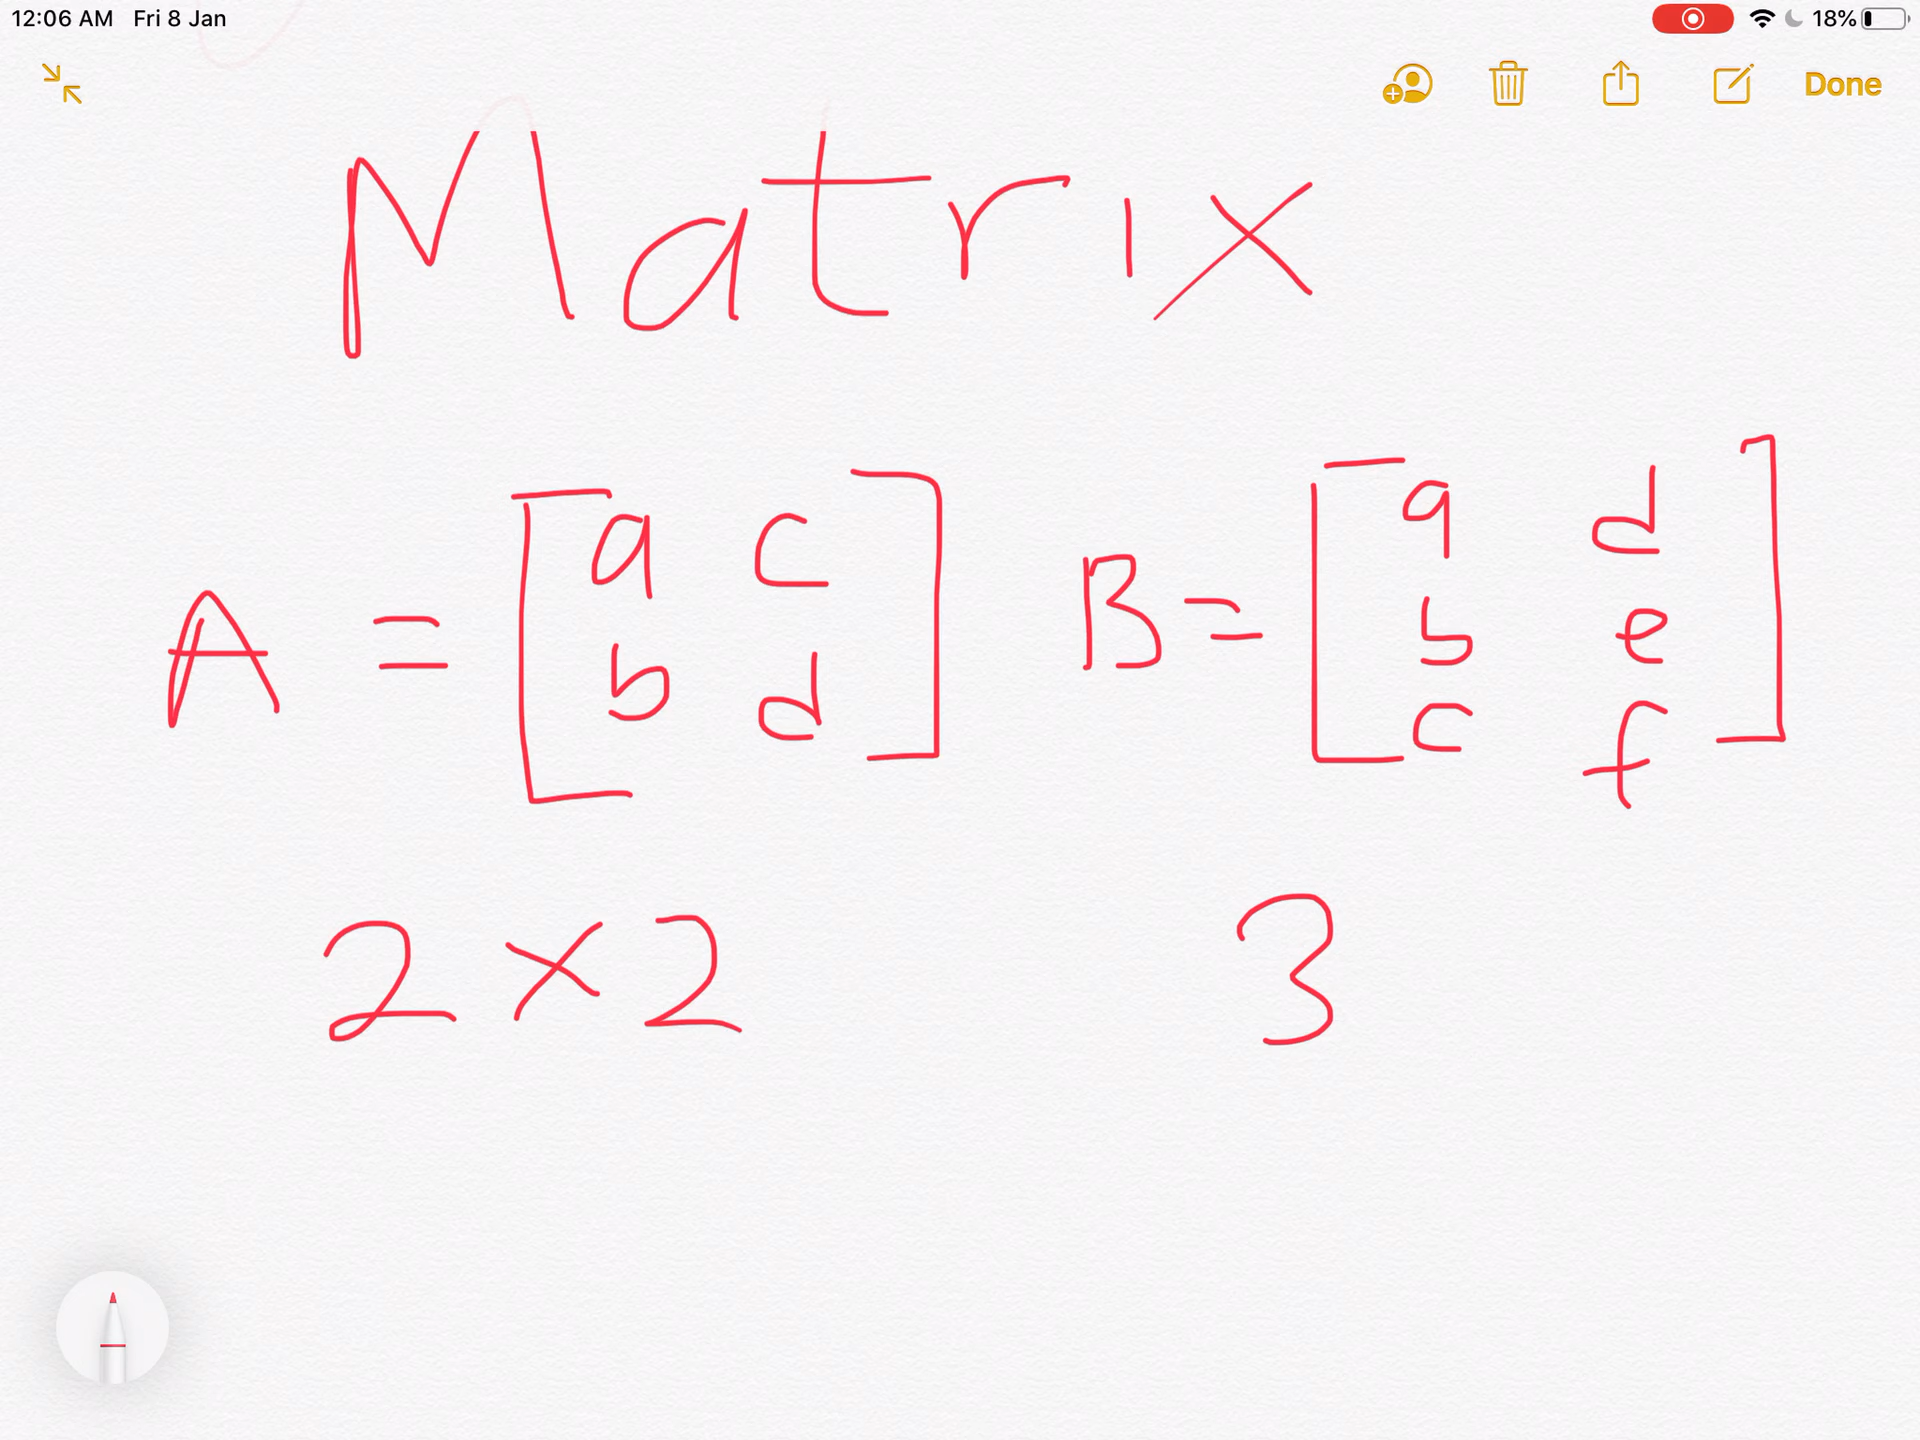 12:06 AM Fri 8 Jan 18%
Done
Matrix
A = [a c B = [a d
b d] b e
c f]
2 × 2 3